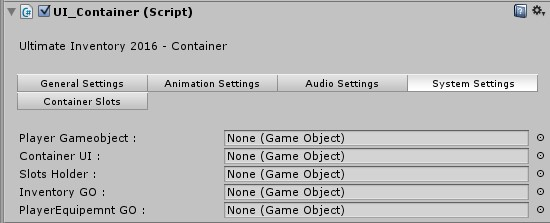 UI_Container (Script)
Ultimate Inventory 2016 - Container
General Settings Animation Settings Audio Settings System Settings
Container Slots
Player Gameobject : None (Game Object)
Container UI : None (Game Object)
Slots Holder : None (Game Object)
Inventory GO : None (Game Object)
PlayerEquipemnt GO : None (Game Object)